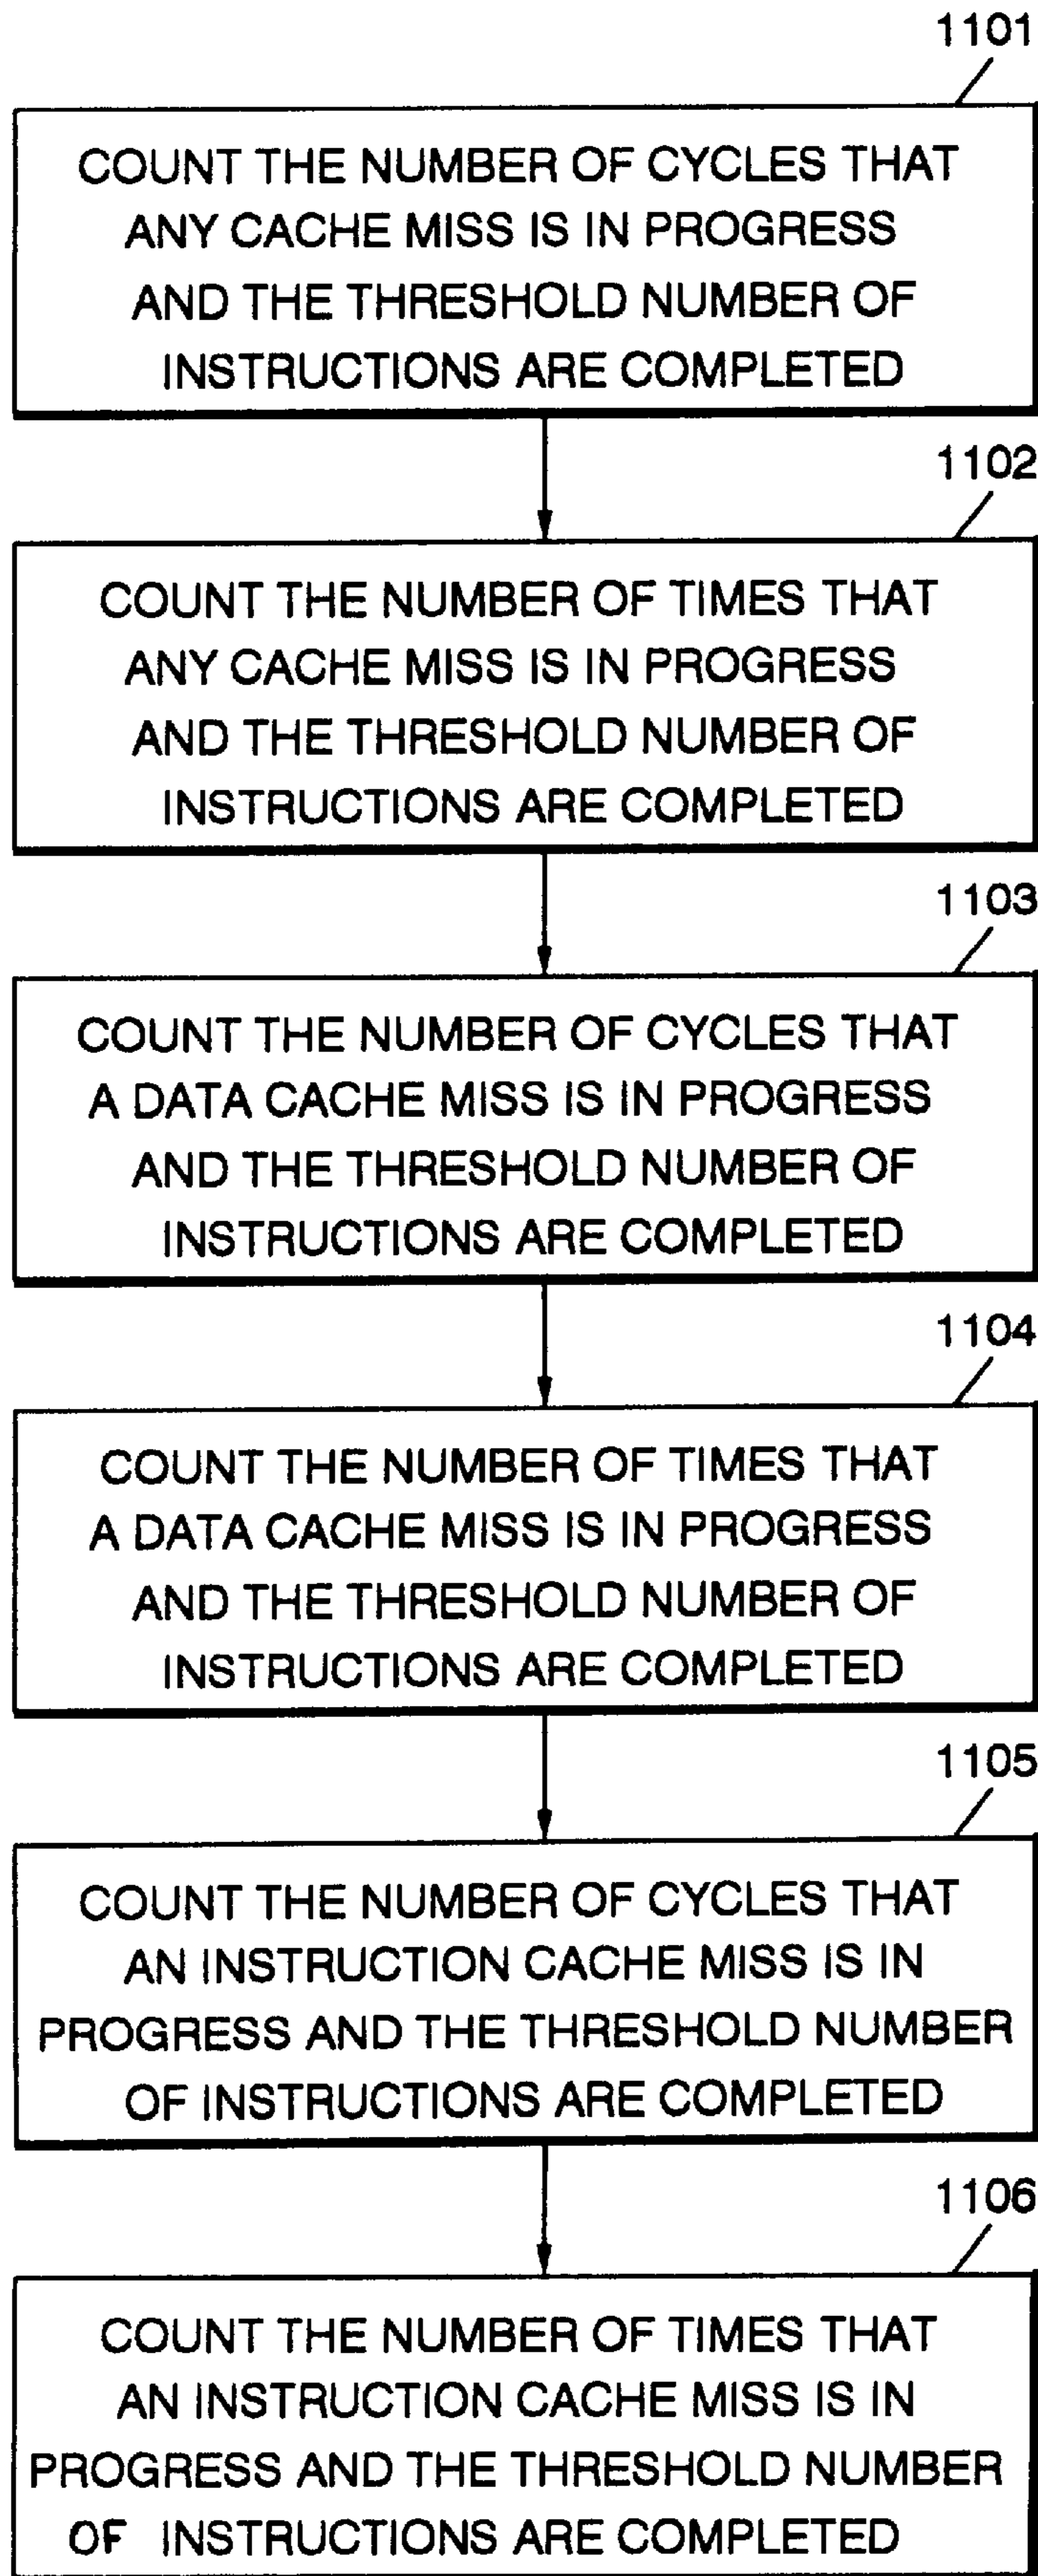 1101
COUNT THE NUMBER OF CYCLES THAT
ANY CACHE MISS IS IN PROGRESS
AND THE THRESHOLD NUMBER OF
INSTRUCTIONS ARE COMPLETED
1102
COUNT THE NUMBER OF TIMES THAT
ANY CACHE MISS IS IN PROGRESS
AND THE THRESHOLD NUMBER OF
INSTRUCTIONS ARE COMPLETED
1103
COUNT THE NUMBER OF CYCLES THAT
A DATA CACHE MISS IS IN PROGRESS
AND THE THRESHOLD NUMBER OF
INSTRUCTIONS ARE COMPLETED
1104
COUNT THE NUMBER OF TIMES THAT
A DATA CACHE MISS IS IN PROGRESS
AND THE THRESHOLD NUMBER OF
INSTRUCTIONS ARE COMPLETED
1105
COUNT THE NUMBER OF CYCLES THAT
AN INSTRUCTION CACHE MISS IS IN
PROGRESS AND THE THRESHOLD NUMBER
OF INSTRUCTIONS ARE COMPLETED
1106
COUNT THE NUMBER OF TIMES THAT
AN INSTRUCTION CACHE MISS IS IN
PROGRESS AND THE THRESHOLD NUMBER
OF INSTRUCTIONS ARE COMPLETED